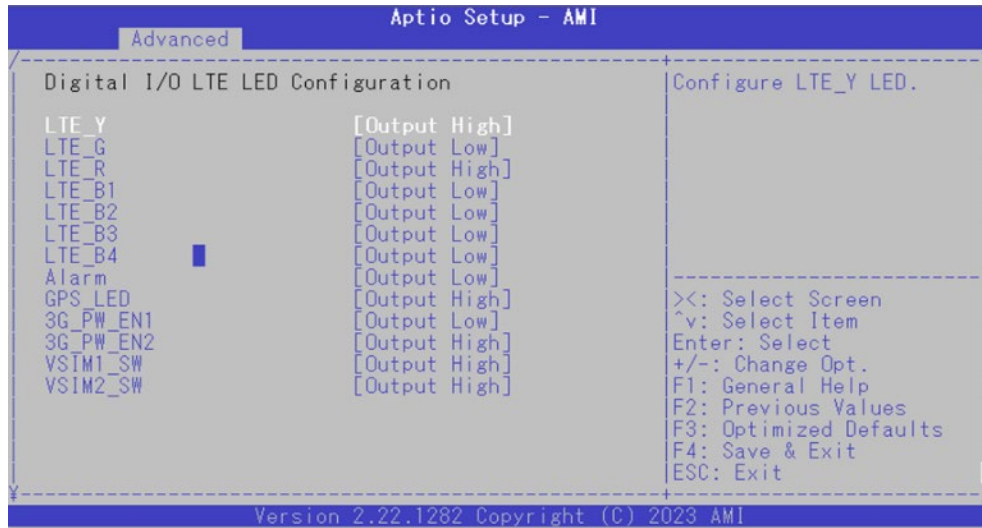 Aptio Setup - AMI
Advanced
Digital I/O LTE LED Configuration
Configure LTE_Y LED.
LTE_Y [Output High]
LTE_G [Output Low]
LTE_R [Output High]
LTE_B1 [Output Low]
LTE_B2 [Output Low]
LTE_B3 [Output Low]
LTE_B4 [Output Low]
Alarm [Output Low]
GPS_LED [Output High]
3G_PW_EN1 [Output Low]
3G_PW_EN2 [Output High]
VSIM1_SW [Output High]
VSIM2_SW [Output High]
><: Select Screen
^v: Select Item
Enter: Select
+/-: Change Opt.
F1: General Help
F2: Previous Values
F3: Optimized Defaults
F4: Save & Exit
ESC: Exit
Version 2.22.1282 Copyright (C) 2023 AMI